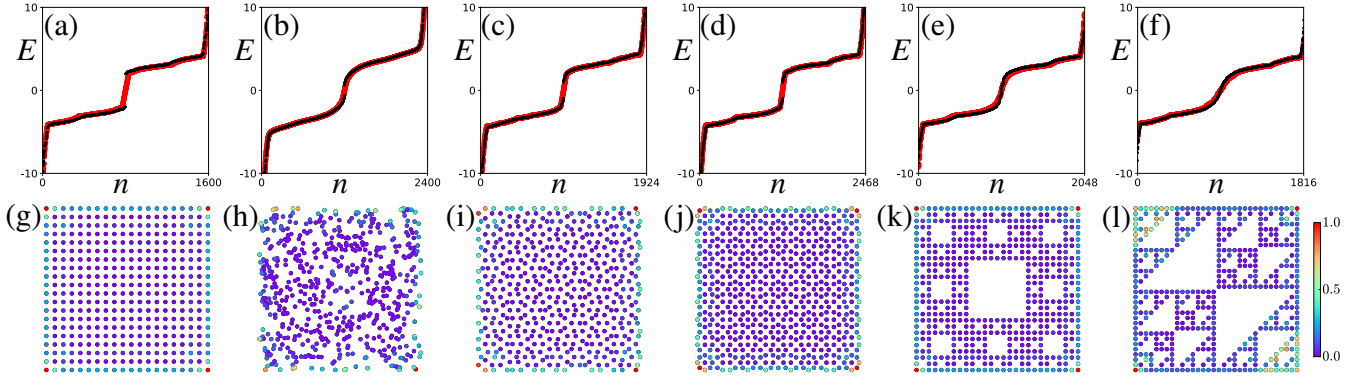 (a) (b) (c) (d) (e) (f)
10 10 10 10 10 10
E E E E E E
0 0 0 0 0 0
-10 -10 -10 -10 -10 -10
0 n 1600 0 n 2400 0 n 1924 0 n 2468 0 n 2048 0 n 1816
(g) (h) (i) (j) (k) (l)
1.0
0.5
0.0